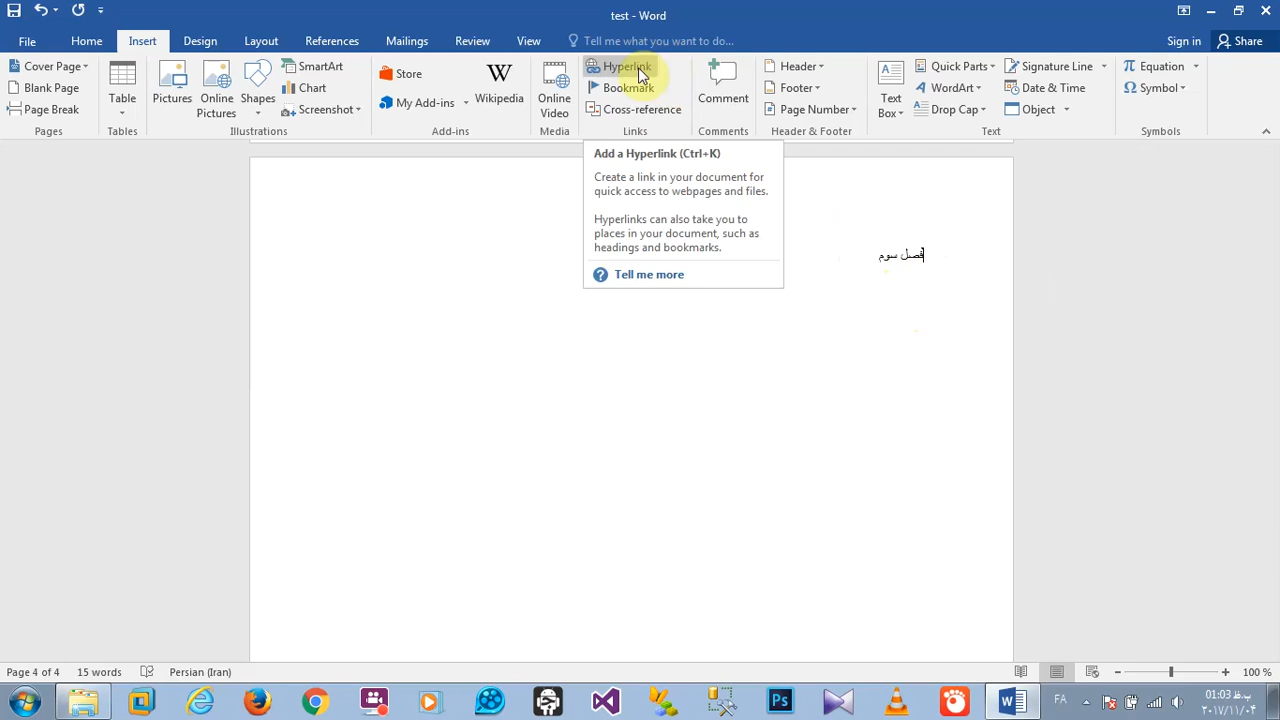 test - Word
File
Home
Insert
Design
Layout
References
Mailings
Review
View
Tell me what you want to do...
Sign in
Share
Cover Page
Blank Page
Page Break
Pages
Table
Tables
Pictures
Online Pictures
Shapes
SmartArt
Chart
Screenshot
Illustrations
Store
My Add-ins
Wikipedia
Add-ins
Online Video
Media
Hyperlink
Bookmark
Cross-reference
Links
Comment
Comments
Header
Footer
Page Number
Header & Footer
Text Box
Quick Parts
WordArt
Drop Cap
Signature Line
Date & Time
Object
Text
Equation
Symbol
Symbols
Add a Hyperlink (Ctrl+K)
Create a link in your document for
quick access to webpages and files.
Hyperlinks can also take you to
places in your document, such as
headings and bookmarks.
Tell me more
فصل سوم
Page 4 of 4
15 words
Persian (Iran)
100 %
FA
01:03 ب.ظ
۲۰۱۷/۱۱/۰۴